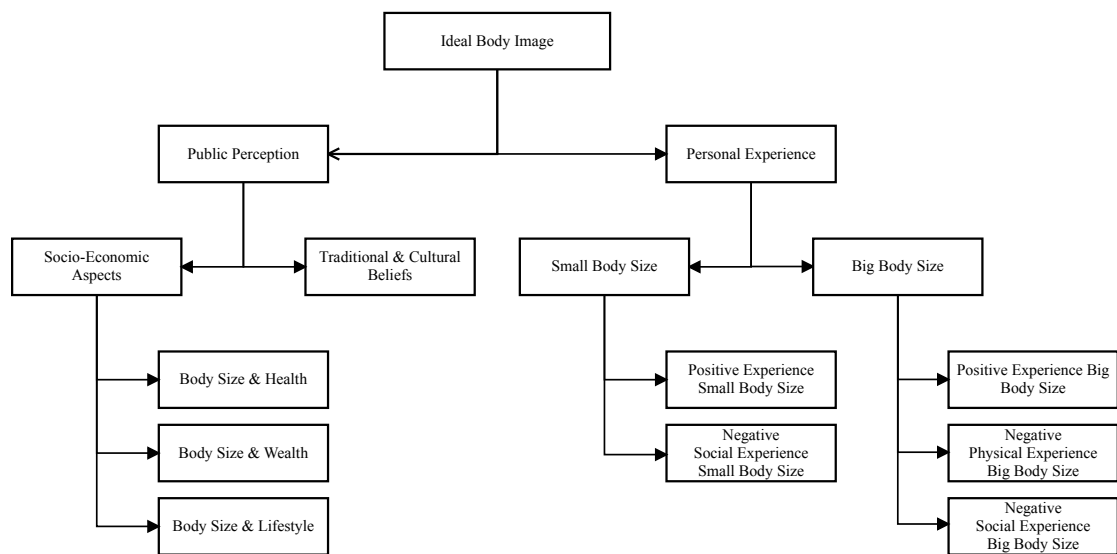 Ideal Body Image
Public Perception
Personal Experience
Socio-Economic
Aspects
Traditional & Cultural
Beliefs
Small Body Size
Big Body Size
Body Size & Health
Positive Experience
Small Body Size
Positive Experience Big
Body Size
Body Size & Wealth
Negative
Social Experience
Small Body Size
Negative
Physical Experience
Big Body Size
Body Size & Lifestyle
Negative
Social Experience
Big Body Size